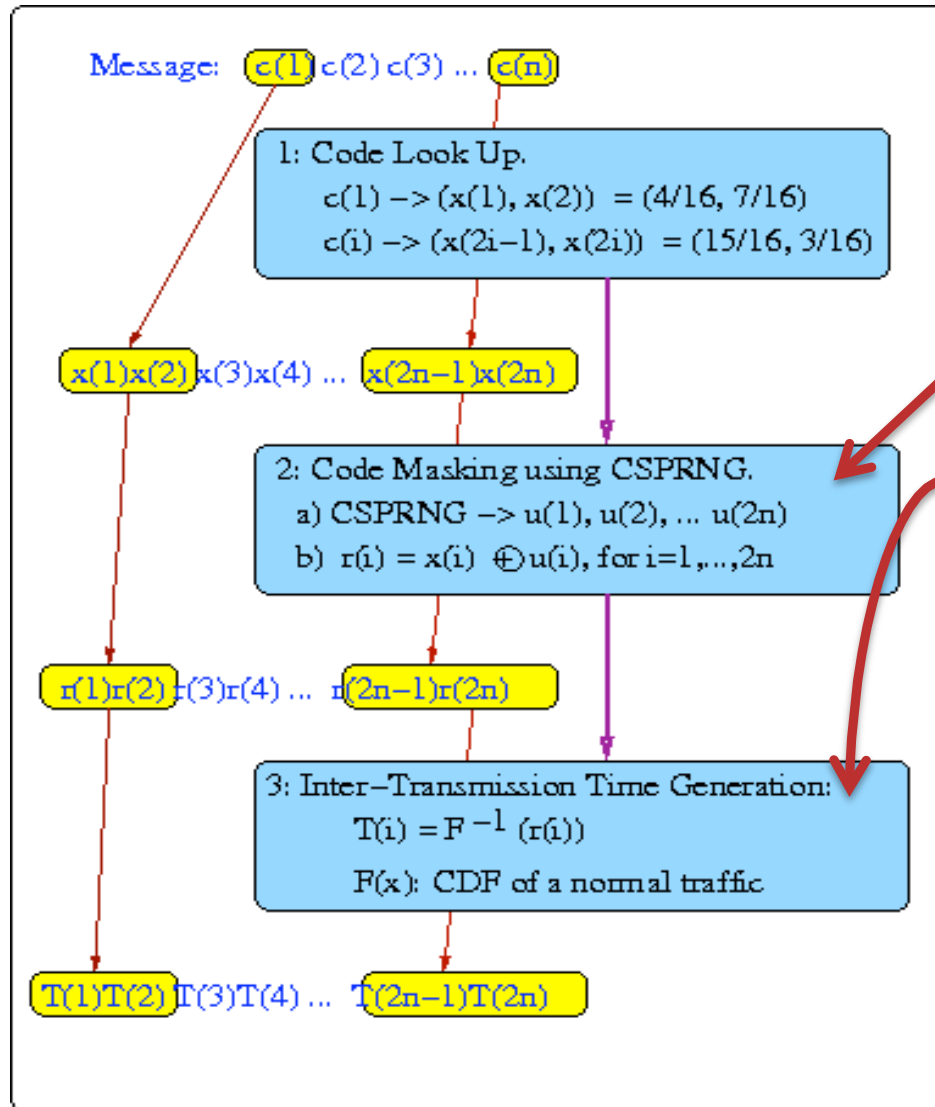 Message: c(1) c(2) c(3) ... c(n)
1: Code Look Up.
c(1) -> (x(1), x(2)) = (4/16, 7/16)
c(i) -> (x(2i-1), x(2i)) = (15/16, 3/16)
x(1)x(2) x(3)x(4) ... x(2n-1)x(2n)
2: Code Masking using CSPRNG.
a) CSPRNG -> u(1), u(2), ... u(2n)
b) r(i) = x(i) ⊕ u(i), for i=1,...,2n
r(1)r(2) r(3)r(4) ... r(2n-1)r(2n)
3: Inter-Transmission Time Generation:
T(i) = F⁻¹ (r(i))
F(x): CDF of a normal traffic
T(1)T(2) T(3)T(4) ... T(2n-1)T(2n)